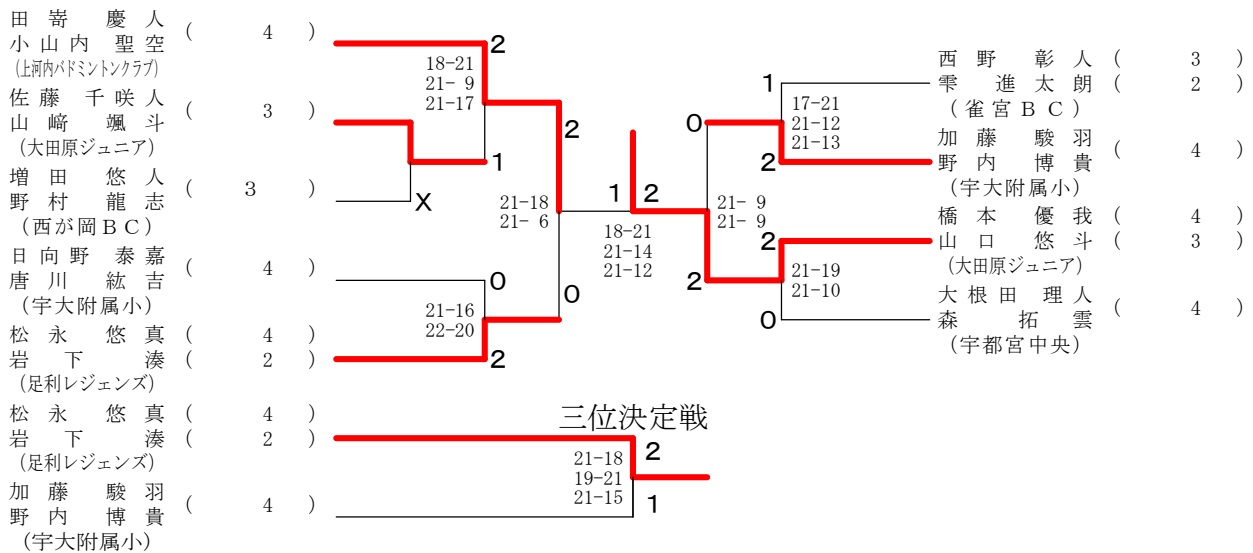 田 嵜 慶 人
小 山 内 聖 空
( 4 )
(上河内バドミントンクラブ)
佐 藤 千 咲 人
山 﨑 颯 斗
( 3 )
(大田原ジュニア)
増 田 悠 人
野 村 龍 志
( 3 )
(西が岡ＢＣ)
日 向 野 泰 嘉
唐 川 紘 吉
( 4 )
(宇大附属小)
松 永 悠 真 ( 4 )
岩 下 湊 ( 2 )
(足利レジェンズ)
2
18-21
21- 9
21-17
1
X
2
21-18
21- 6
0
21-16
22-20
2
0
1 2
18-21
21-14
21-12
0
21- 9
21- 9
2
1
17-21
21-12
21-13
2
2
21-19
21-10
0
西 野 彰 人 ( 3 )
雫 進 太 朗 ( 2 )
(雀宮ＢＣ)
加 藤 駿 羽
野 内 博 貴
( 4 )
(宇大附属小)
橋 本 優 我 ( 4 )
山 口 悠 斗 ( 3 )
(大田原ジュニア)
大 根 田 理 人
森 拓 雲
( 4 )
(宇都宮中央)
三位決定戦
松 永 悠 真 ( 4 )
岩 下 湊 ( 2 )
(足利レジェンズ)
加 藤 駿 羽
野 内 博 貴
( 4 )
(宇大附属小)
21-18
19-21
21-15
2
1